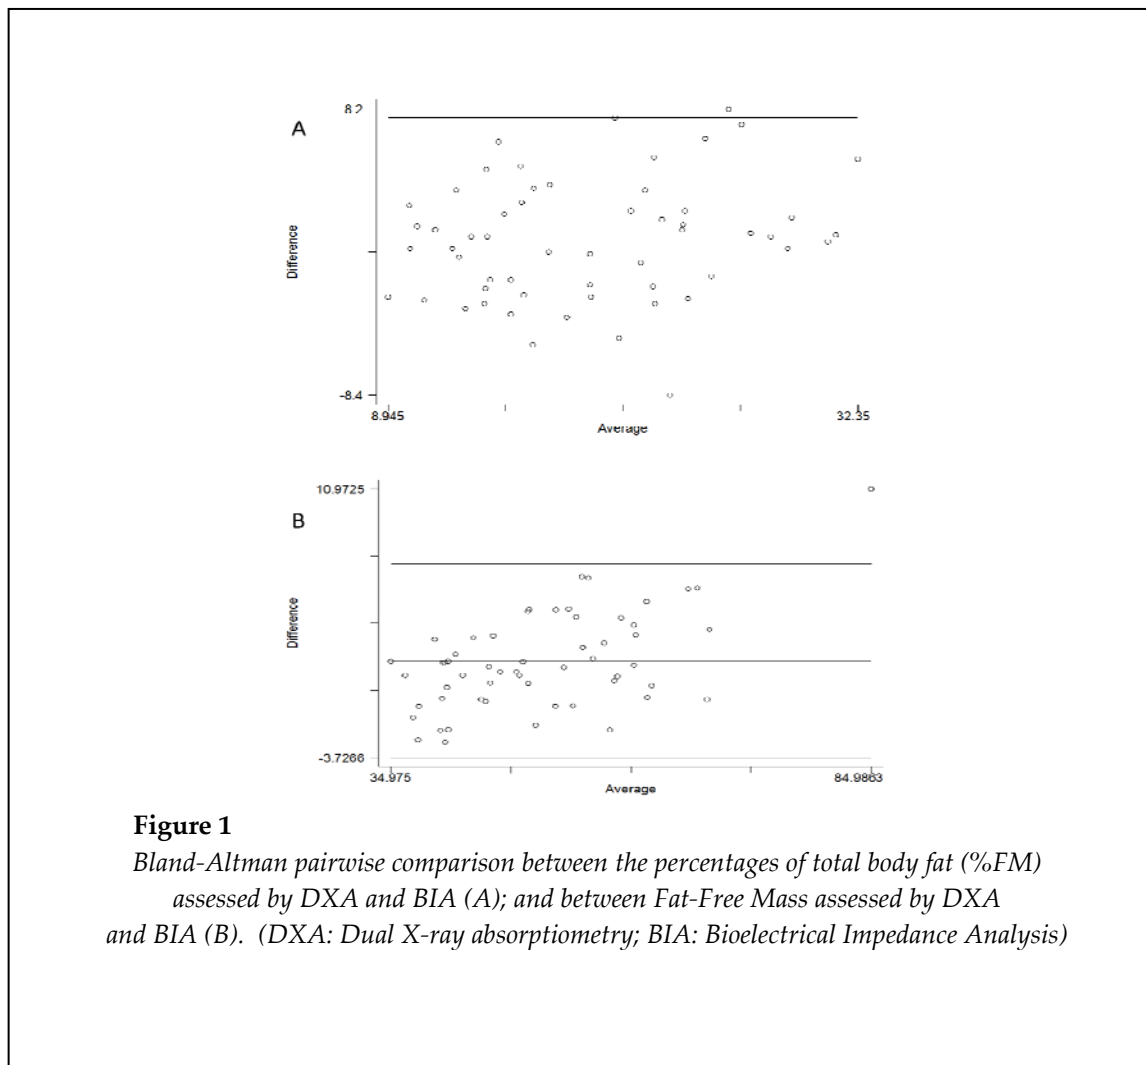 8.2
A
Difference
-8.4
8.945
32.35
Average
10.9725
B
Difference
-3.7266
34.975
84.9863
Average
Figure 1
Bland-Altman pairwise comparison between the percentages of total body fat (%FM)
assessed by DXA and BIA (A); and between Fat-Free Mass assessed by DXA
and BIA (B). (DXA: Dual X-ray absorptiometry; BIA: Bioelectrical Impedance Analysis)